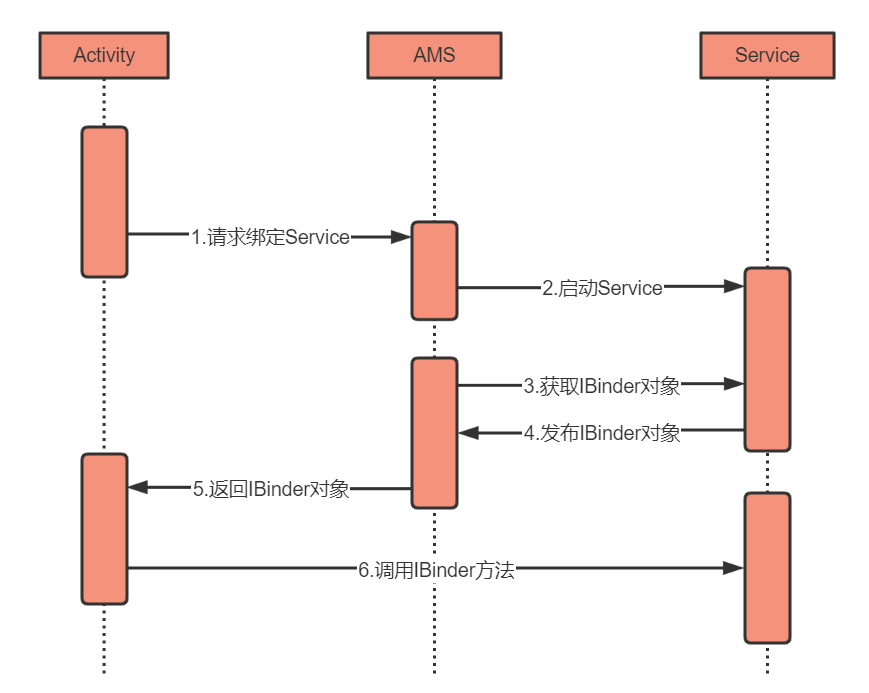 Activity
AMS
Service
1.请求绑定Service
2.启动Service
3.获取IBinder对象
4.发布IBinder对象
5.返回IBinder对象
6.调用IBinder方法